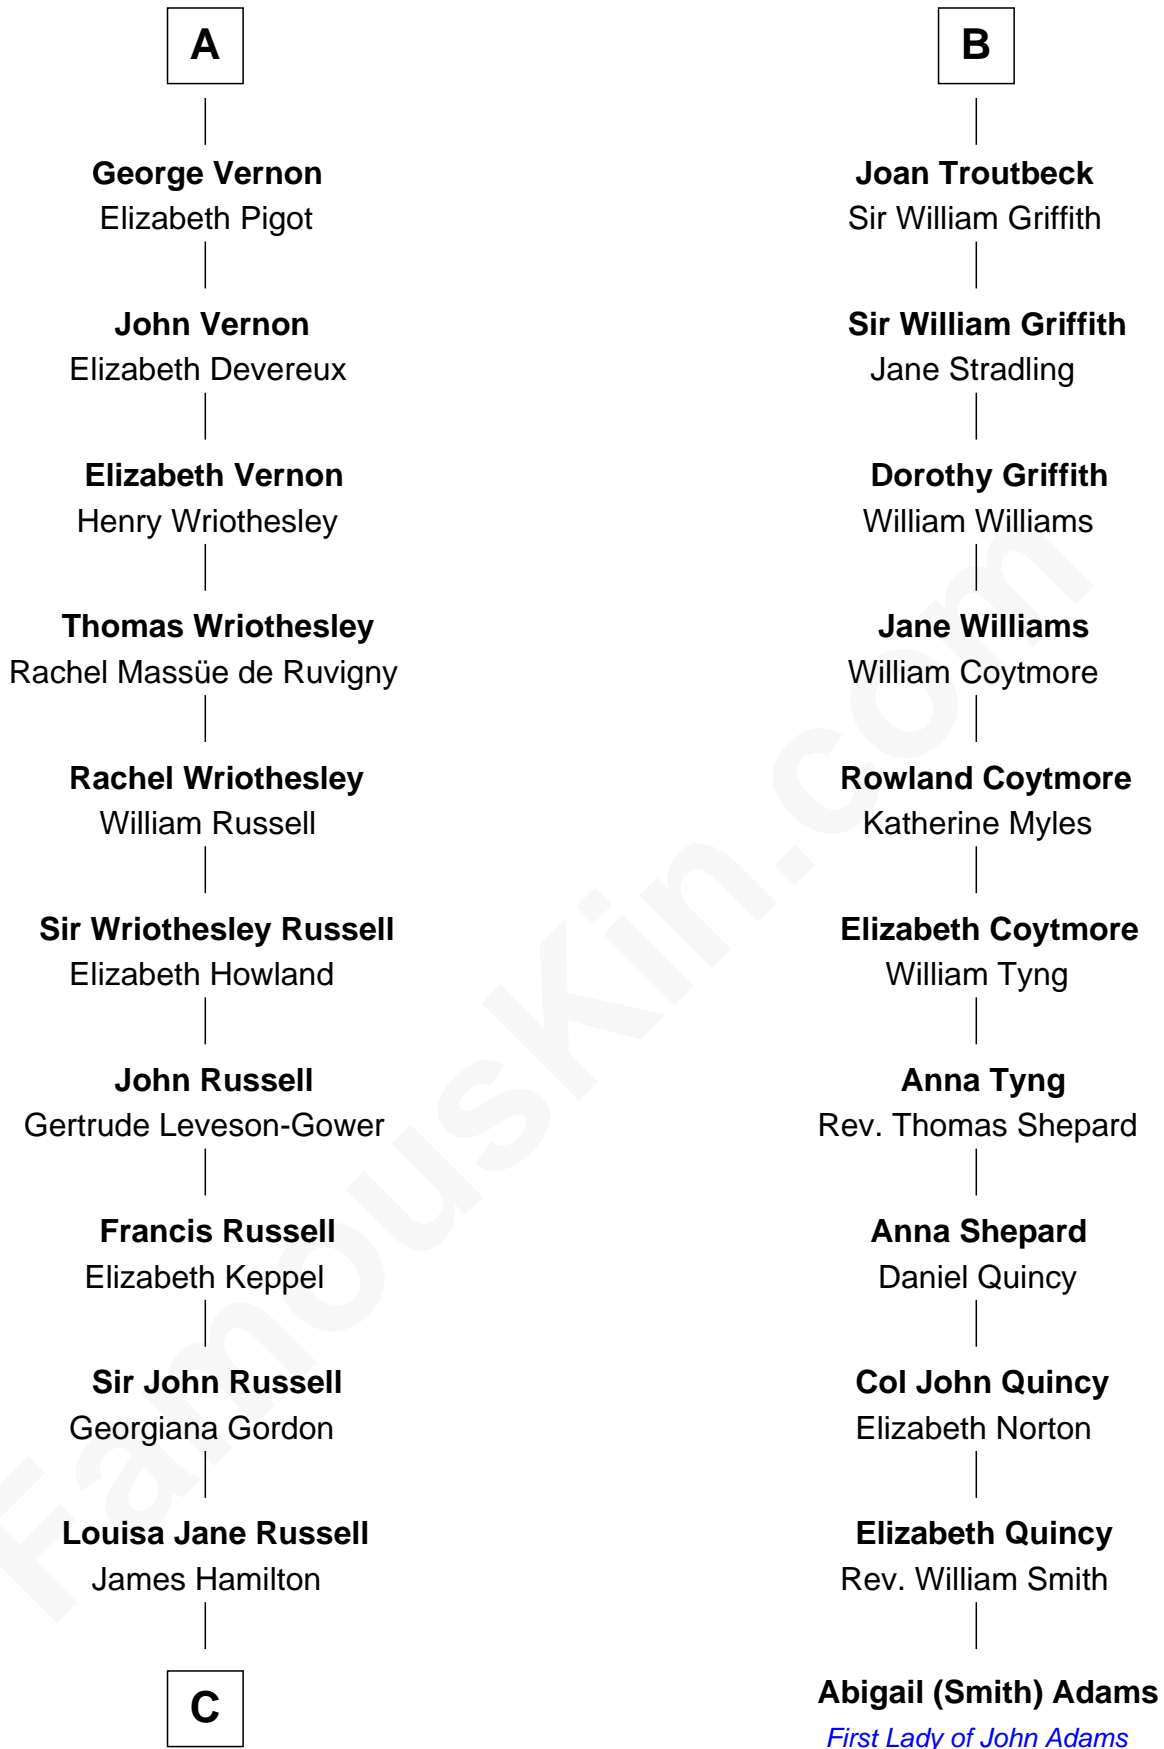 A
George Vernon
Elizabeth Pigot
John Vernon
Elizabeth Devereux
Elizabeth Vernon
Henry Wriothesley
Thomas Wriothesley
Rachel Massüe de Ruvigny
Rachel Wriothesley
William Russell
Sir Wriothesley Russell
Elizabeth Howland
John Russell
Gertrude Leveson-Gower
Francis Russell
Elizabeth Keppel
Sir John Russell
Georgiana Gordon
Louisa Jane Russell
James Hamilton
C
B
Joan Troutbeck
Sir William Griffith
Sir William Griffith
Jane Stradling
Dorothy Griffith
William Williams
Jane Williams
William Coytmore
Rowland Coytmore
Katherine Myles
Elizabeth Coytmore
William Tyng
Anna Tyng
Rev. Thomas Shepard
Anna Shepard
Daniel Quincy
Col John Quincy
Elizabeth Norton
Elizabeth Quincy
Rev. William Smith
Abigail (Smith) Adams
First Lady of John Adams
FamousKin.com